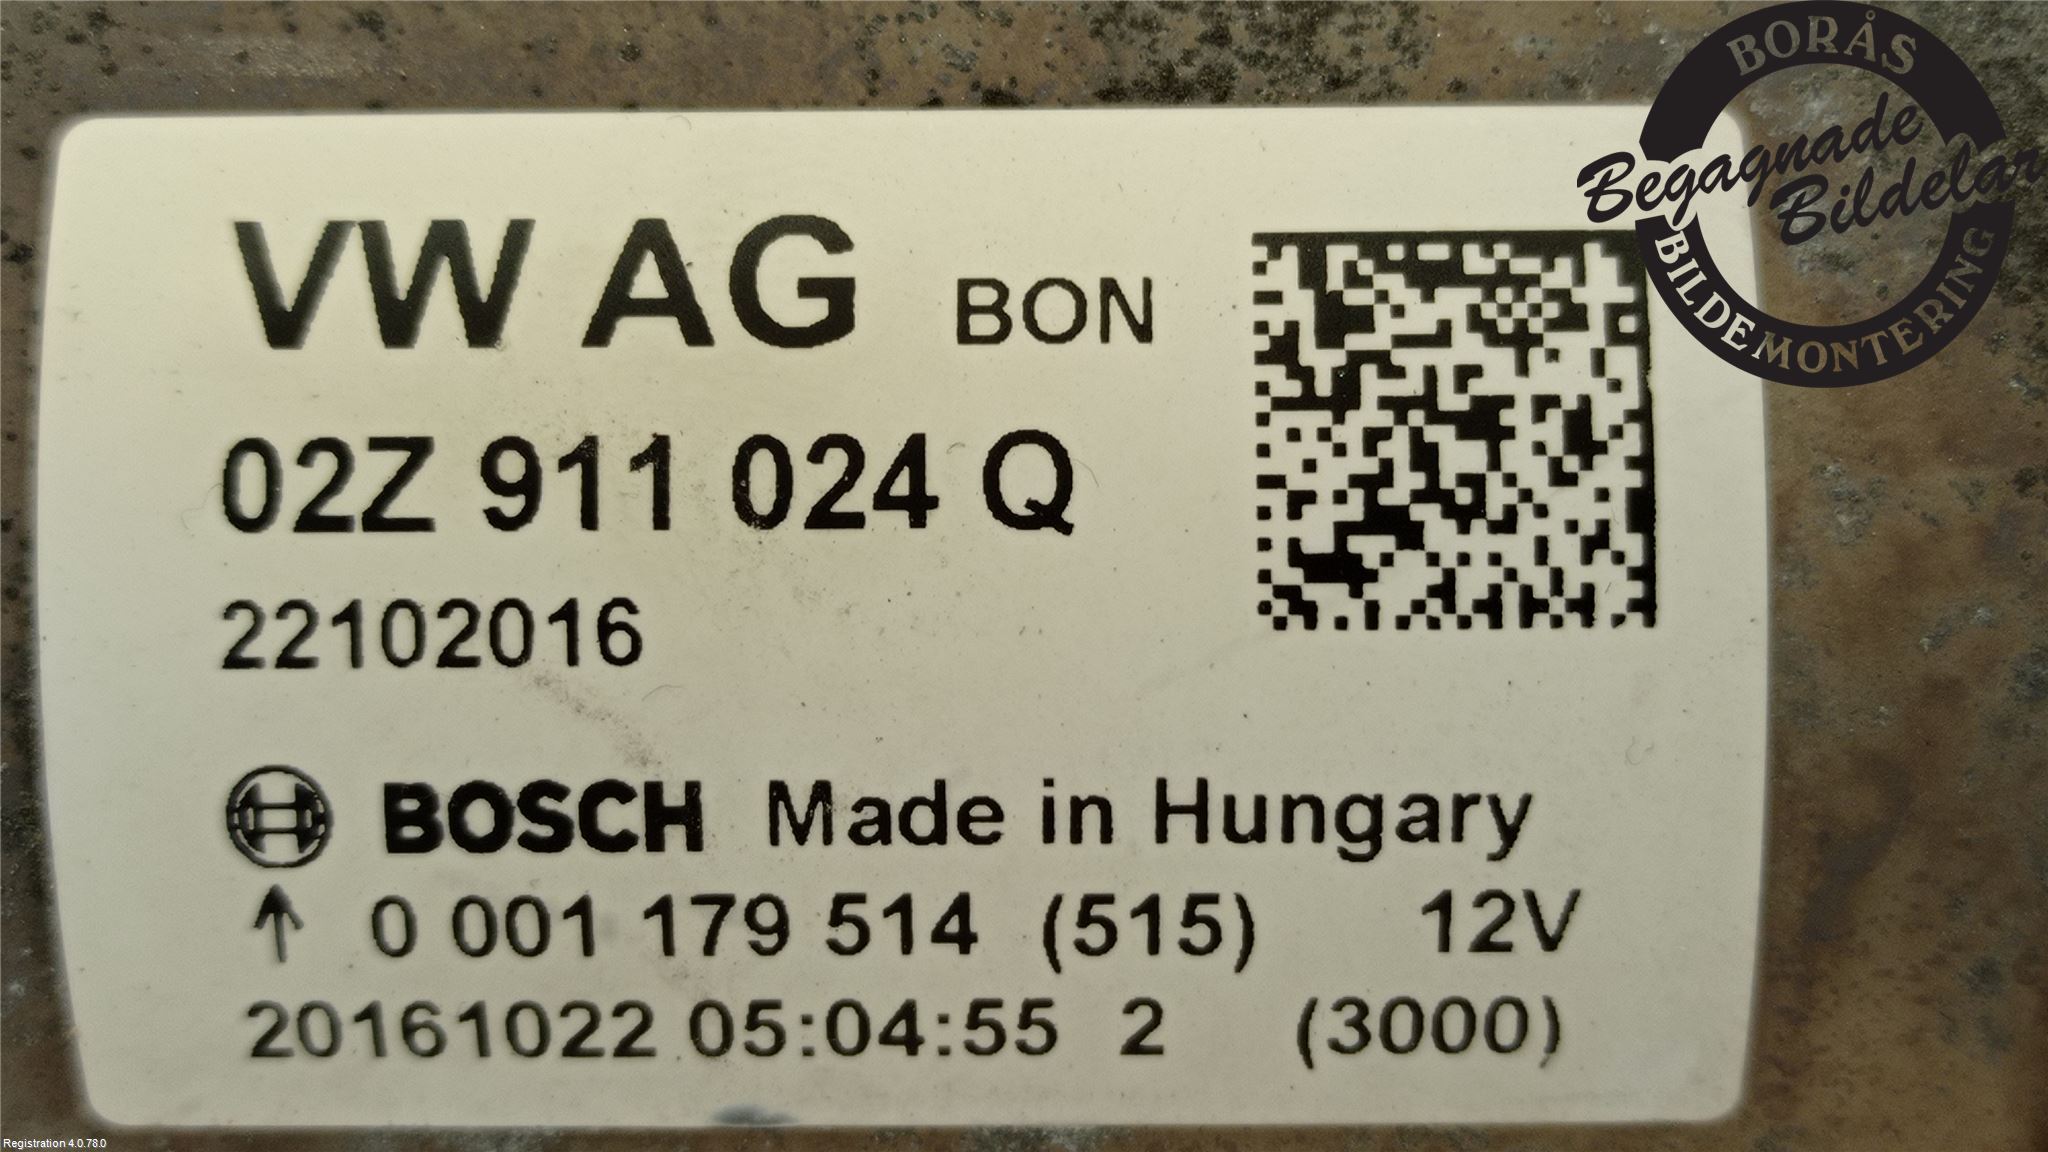 VW AG BON
02Z 911 024 Q
22102016
BOSCH Made in Hungary
↑ 0 001 179 514 (515) 12V
20161022 05:04:55 2 (3000)
BORÅS
Begagnade
Bildelar
BILDEMONTERING
Registration 4.0.78.0